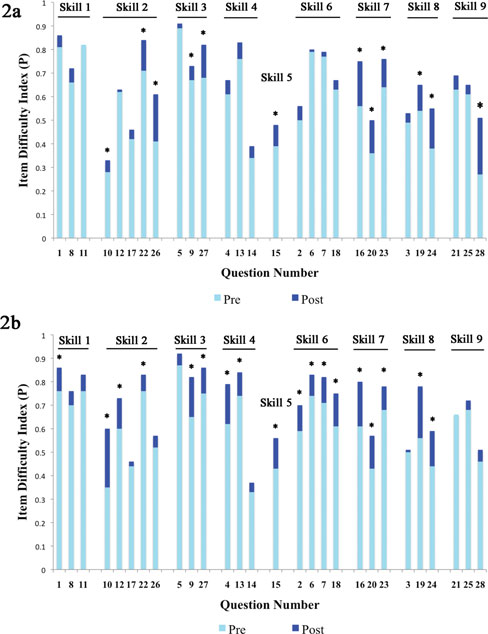 2a
Skill 1 Skill 2 Skill 3 Skill 4 Skill 6 Skill 7 Skill 8 Skill 9
Skill 5
Item Difficulty Index (P)
1
0.9
0.8
0.7
0.6
0.5
0.4
0.3
0.2
0.1
0
* * * * * * * * * * * *
1 8 11 10 12 17 22 26 5 9 27 4 13 14 15 2 6 7 18 16 20 23 3 19 24 21 25 28
Question Number
Pre Post
2b
Skill 1 Skill 2 Skill 3 Skill 4 Skill 6 Skill 7 Skill 8 Skill 9
Skill 5
Item Difficulty Index (P)
1
0.9
0.8
0.7
0.6
0.5
0.4
0.3
0.2
0.1
0
* * * * * * * * * * * * * * * * * *
1 8 11 10 12 17 22 26 5 9 27 4 13 14 15 2 6 7 18 16 20 23 3 19 24 21 25 28
Question Number
Pre Post